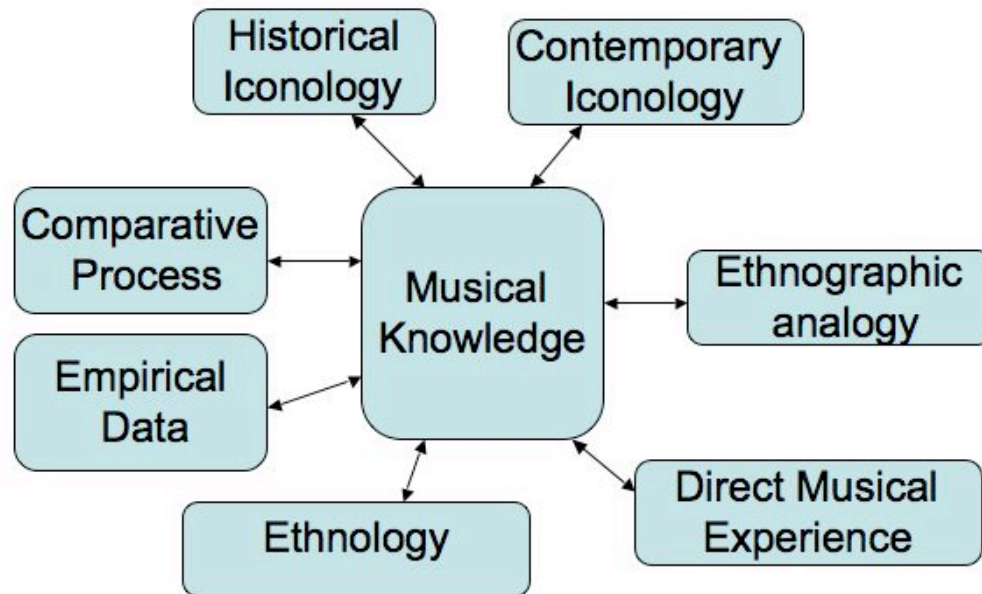 Historical
Iconology
Contemporary
Iconology
Comparative
Process
Musical
Knowledge
Ethnographic
analogy
Empirical
Data
Direct Musical
Experience
Ethnology